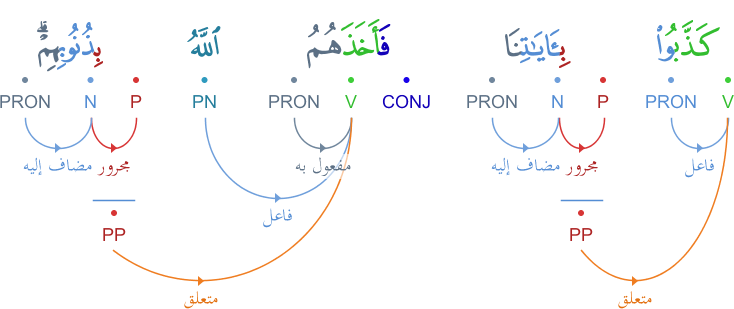 كَذَّبُوا۟ بِـَٔايَـٰتِنَا فَأَخَذَهُمُ ٱللَّهُ بِذُنُوبِهِمْ ۗ
V PRON P N PRON CONJ V PRON PN P N PRON
فاعل مجرور مضاف إليه مفعول به مجرور مضاف إليه
فاعل
PP PP
متعلق متعلق